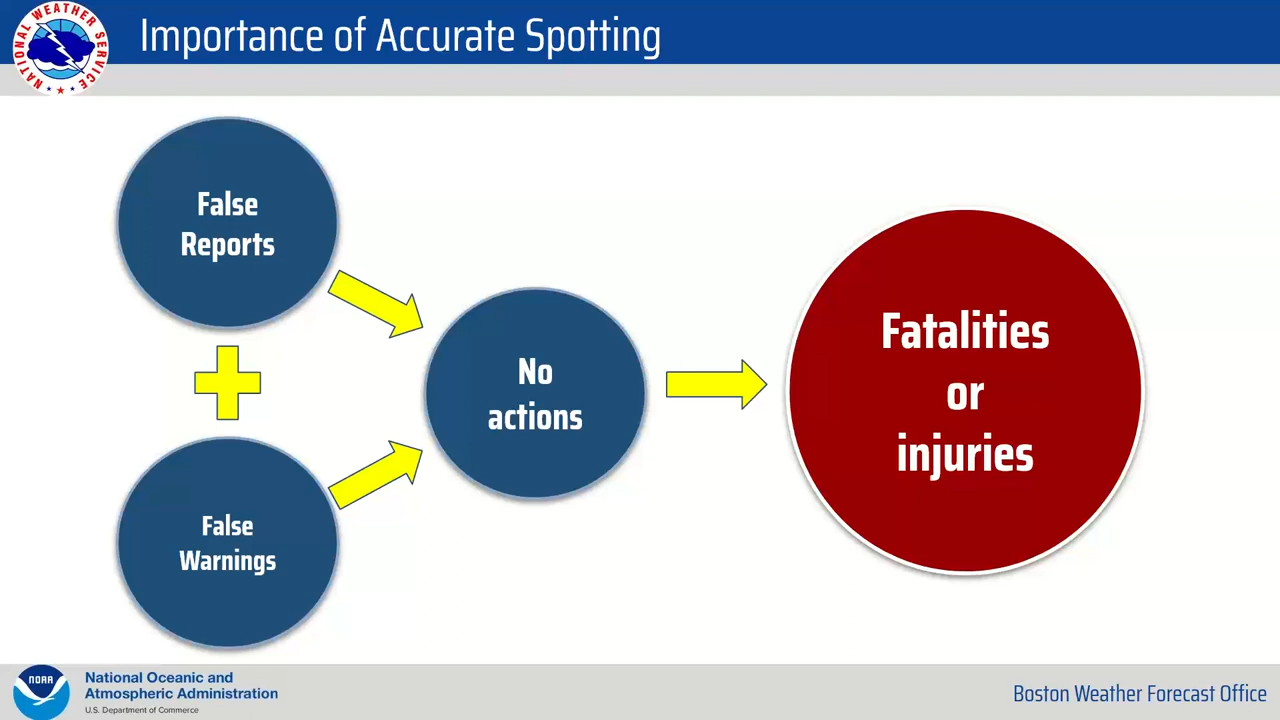 NATIONAL WEATHER SERVICE
Importance of Accurate Spotting
False
Reports
False
Warnings
No
actions
Fatalities
or
injuries
NOAA
National Oceanic and
Atmospheric Administration
U.S. Department of Commerce
Boston Weather Forecast Office